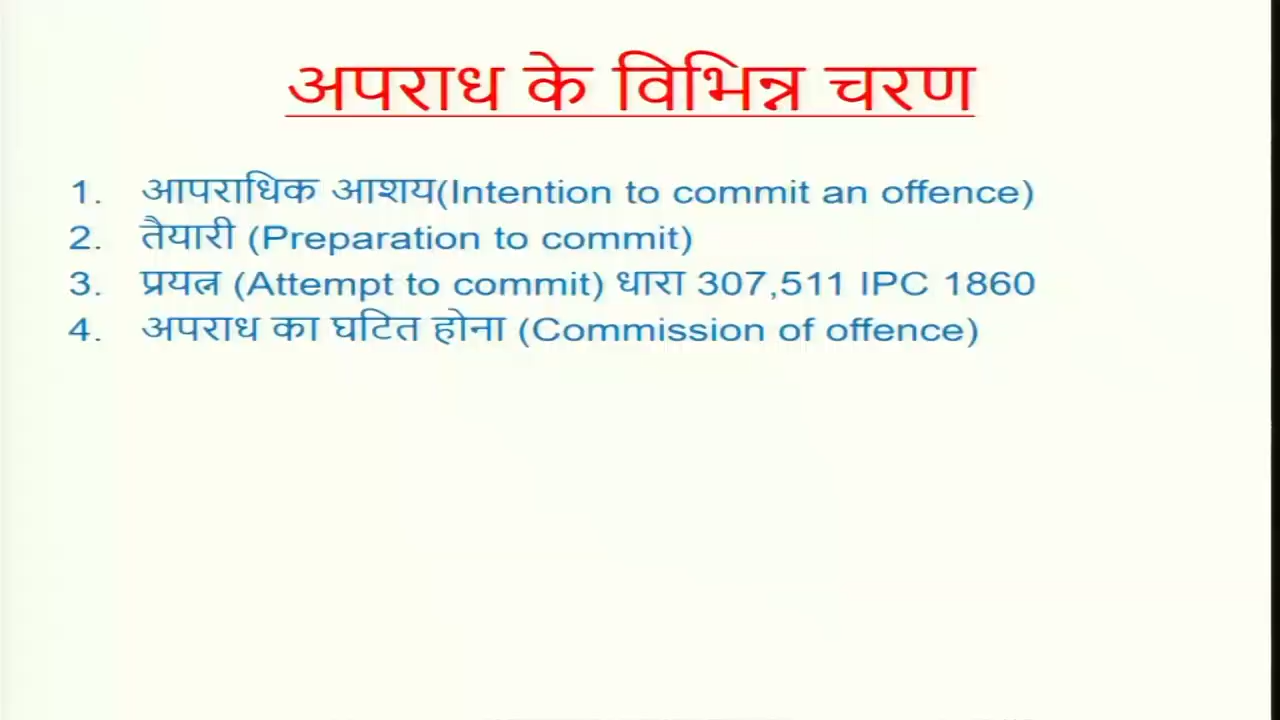 अपराध के विभिन्न चरण
1. आपराधिक आशय(Intention to commit an offence)
2. तैयारी (Preparation to commit)
3. प्रयत्न (Attempt to commit) धारा 307,511 IPC 1860
4. अपराध का घटित होना (Commission of offence)